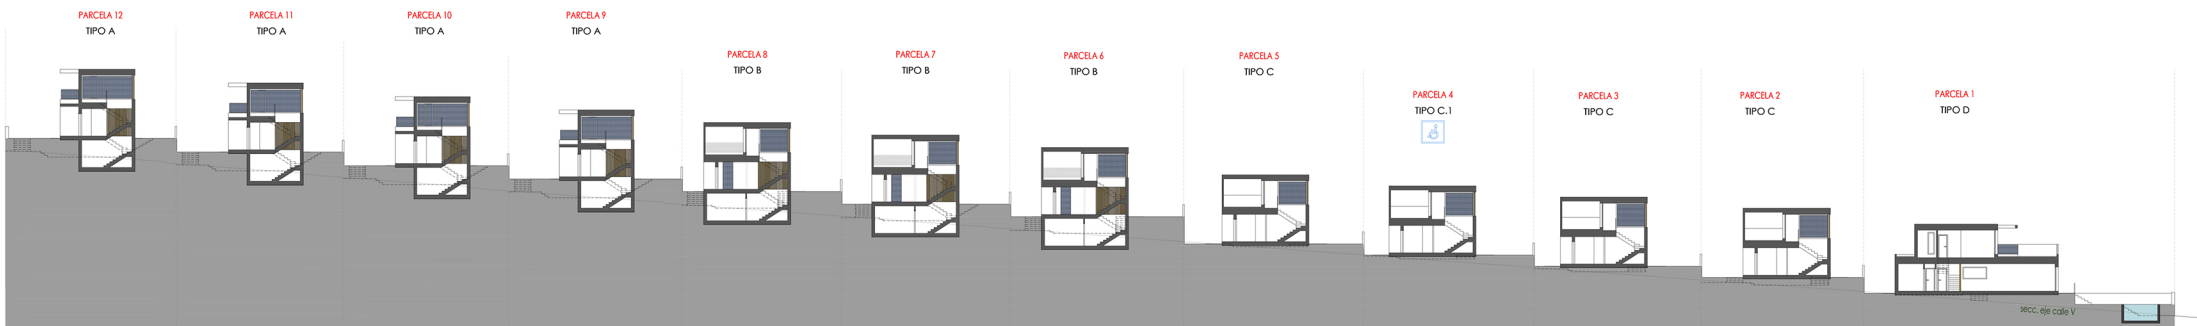 PARCELA 12
TIPO A
PARCELA 11
TIPO A
PARCELA 10
TIPO A
PARCELA 9
TIPO A
PARCELA 8
TIPO B
PARCELA 7
TIPO B
PARCELA 6
TIPO B
PARCELA 5
TIPO C
PARCELA 4
TIPO C.1
PARCELA 3
TIPO C
PARCELA 2
TIPO C
PARCELA 1
TIPO D
secc. eje calle V